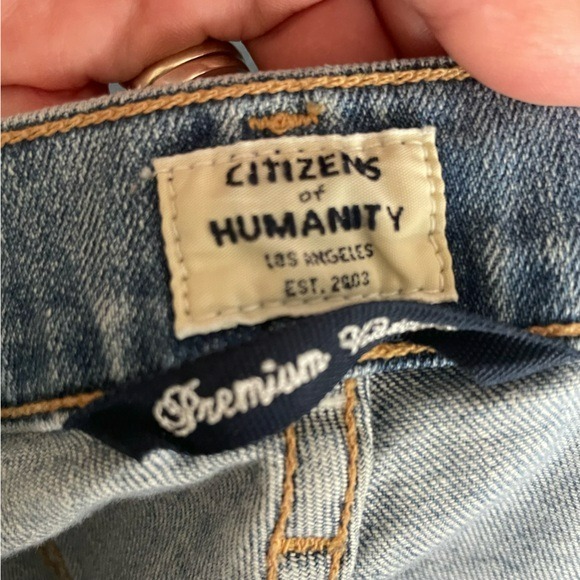 CITIZENS
of
HUMANITY
LOS ANGELES
EST. 2003
Premium